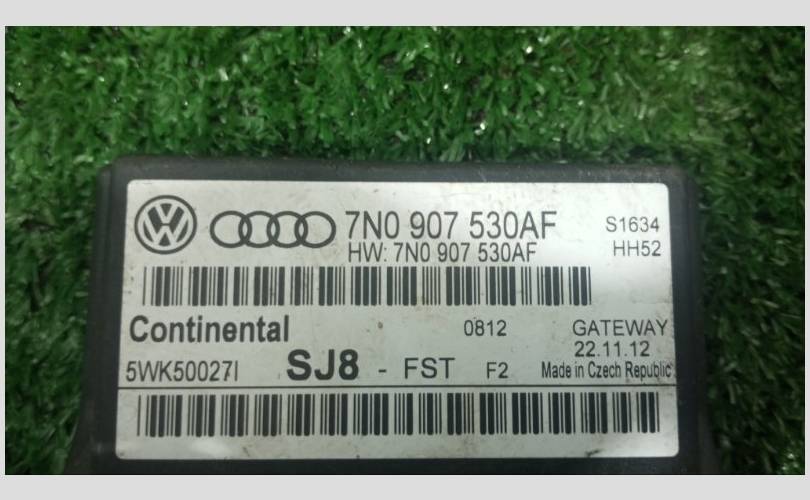 7N0 907 530AF S1634
HW: 7N0 907 530AF HH52
Continental 0812 GATEWAY
22.11.12
5WK50027I SJ8 - FST F2 Made in Czech Republic